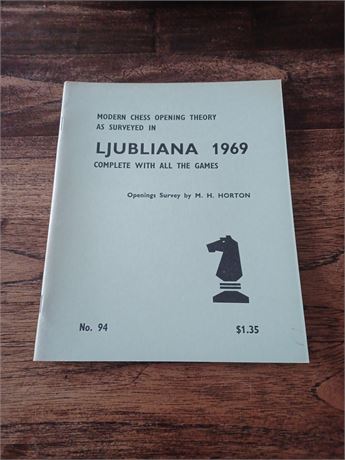 MODERN CHESS OPENING THEORY
AS SURVEYED IN
LJUBLIANA 1969
COMPLETE WITH ALL THE GAMES
Openings Survey by M. H. HORTON
No. 94
$1.35